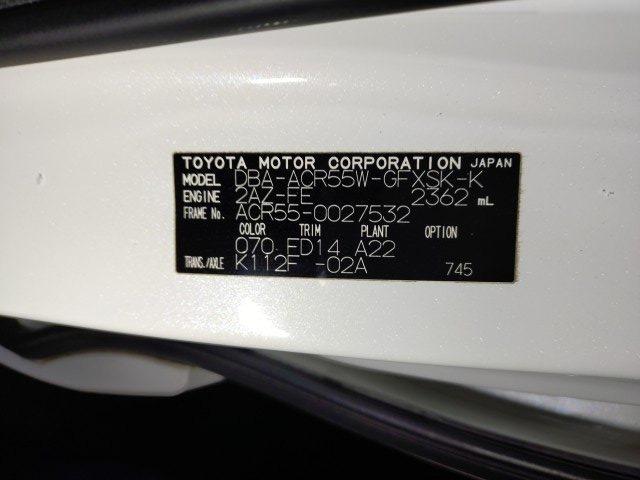 TOYOTA MOTOR CORPORATION JAPAN
MODEL DBA-ACR55W-GFXSK-K
ENGINE 2AZ-FE 2362 mL
FRAME No. ACR55-0027532
COLOR TRIM PLANT OPTION
070 FD14 A22
TRANS./AXLE K112F -02A 745